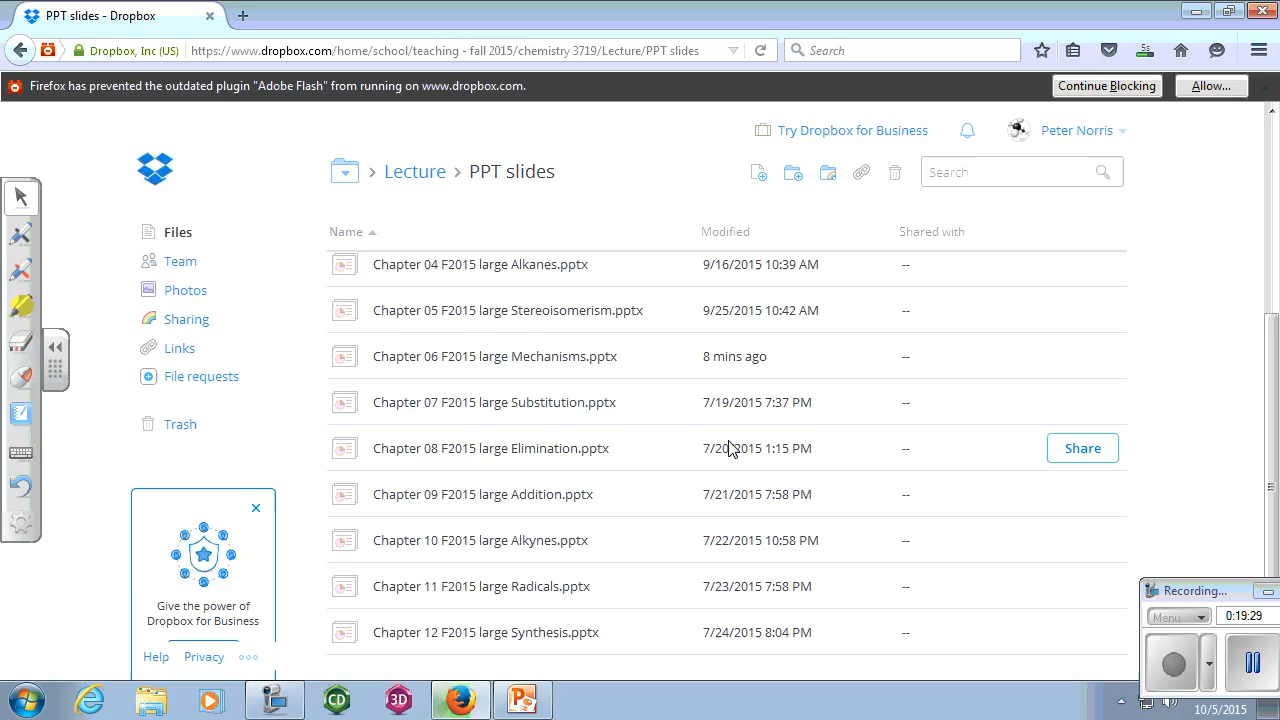 PPT slides - Dropbox
Dropbox, Inc (US)
https://www.dropbox.com/home/school/teaching - fall 2015/chemistry 3719/Lecture/PPT slides
Search
5s
Firefox has prevented the outdated plugin "Adobe Flash" from running on www.dropbox.com.
Continue Blocking
Allow...
Try Dropbox for Business
Peter Norris
Lecture > PPT slides
Search
Files
Team
Photos
Sharing
Links
File requests
Trash
Name
Modified
Shared with
Chapter 04 F2015 large Alkanes.pptx 9/16/2015 10:39 AM --
Chapter 05 F2015 large Stereoisomerism.pptx 9/25/2015 10:42 AM --
Chapter 06 F2015 large Mechanisms.pptx 8 mins ago --
Chapter 07 F2015 large Substitution.pptx 7/19/2015 7:37 PM --
Chapter 08 F2015 large Elimination.pptx 7/20/2015 1:15 PM -- Share
Chapter 09 F2015 large Addition.pptx 7/21/2015 7:58 PM --
Chapter 10 F2015 large Alkynes.pptx 7/22/2015 10:58 PM --
Chapter 11 F2015 large Radicals.pptx 7/23/2015 7:58 PM --
Chapter 12 F2015 large Synthesis.pptx 7/24/2015 8:04 PM --
Give the power of
Dropbox for Business
Help
Privacy
Recording...
Menu
0:19:29
CD
3D
10/5/2015